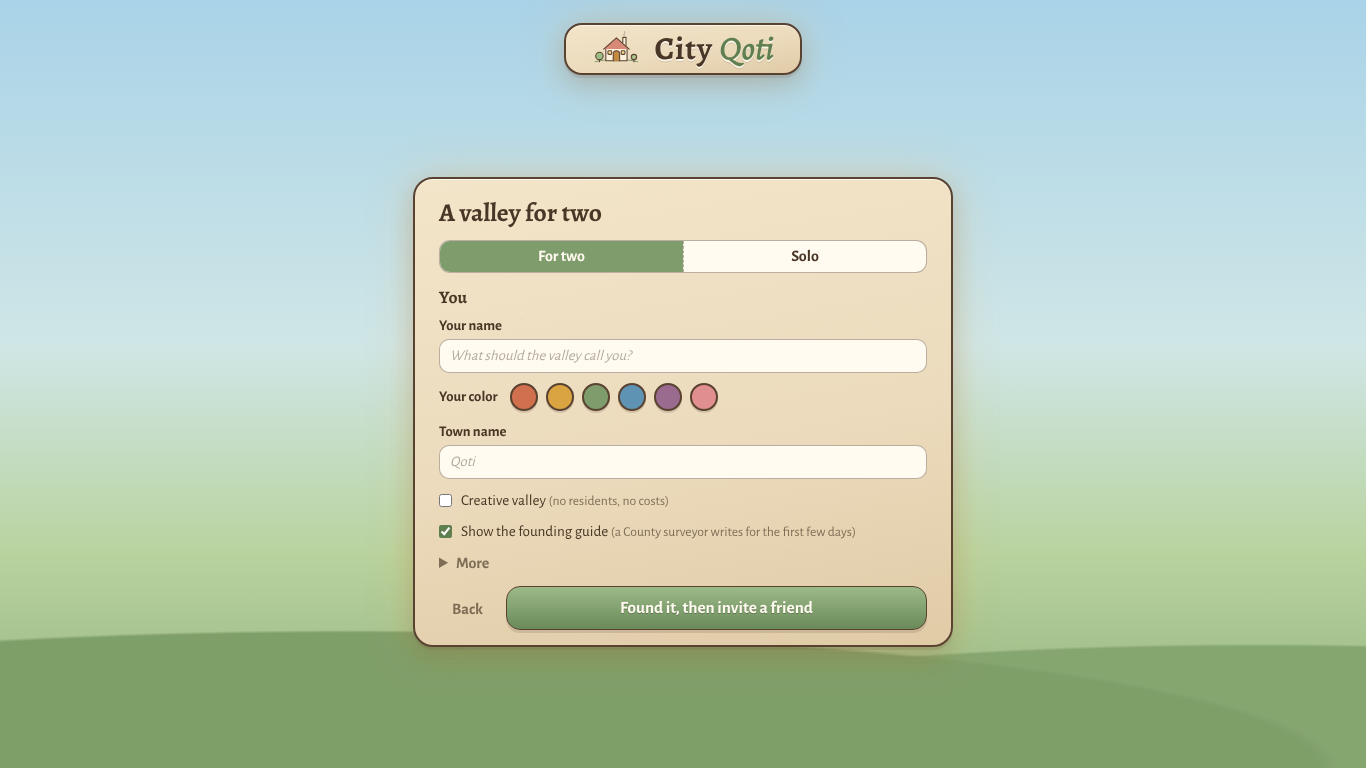 City Qoti
A valley for two
For two
Solo
You
Your name
What should the valley call you?
Your color
Town name
Qoti
Creative valley (no residents, no costs)
Show the founding guide (a County surveyor writes for the first few days)
More
Back
Found it, then invite a friend